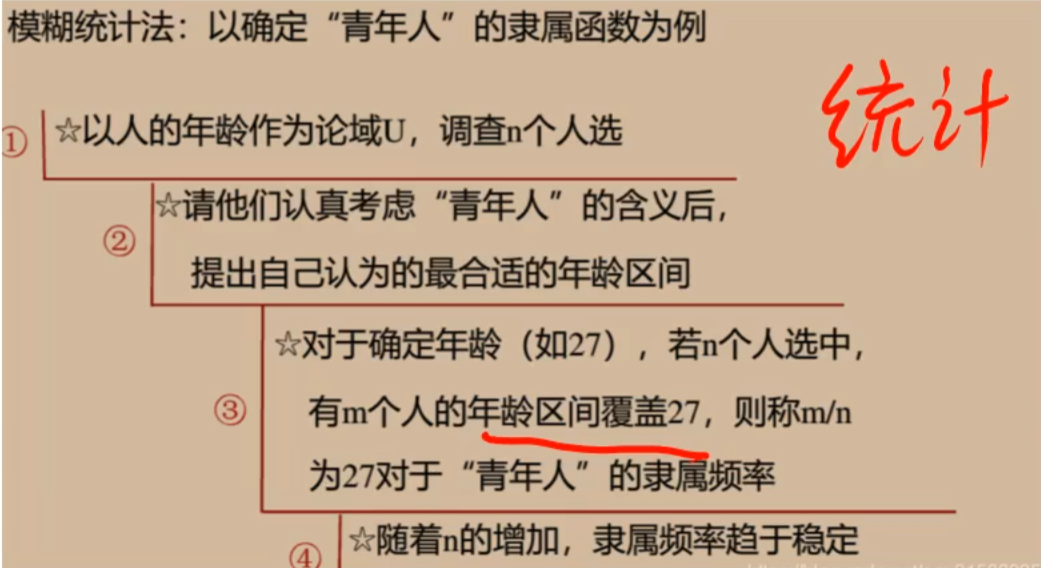 模糊统计法：以确定“青年人”的隶属函数为例
统计
① ☆以人的年龄作为论域U，调查n个人选
② ☆请他们认真考虑“青年人”的含义后，
提出自己认为的最合适的年龄区间
☆对于确定年龄（如27），若n个人选中，
③ 有m个人的年龄区间覆盖27，则称m/n
为27对于“青年人”的隶属频率
④ ☆随着n的增加，隶属频率趋于稳定